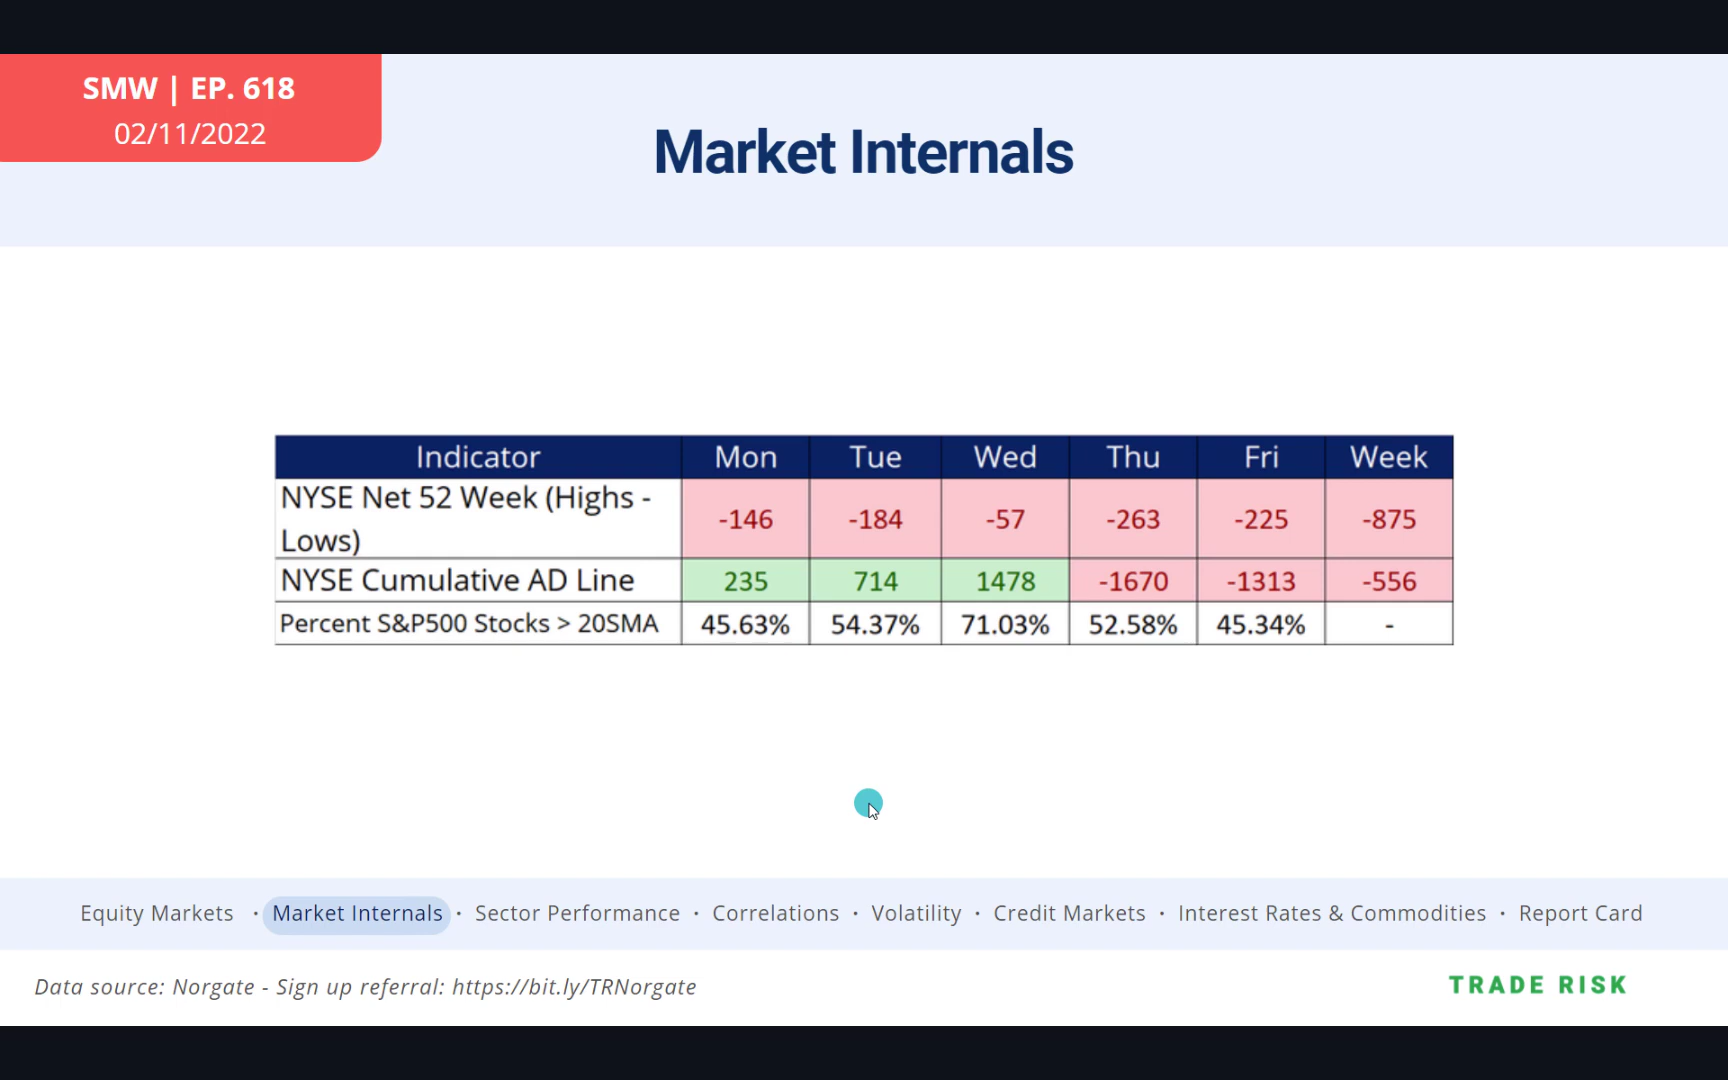 SMW | EP. 618
02/11/2022
Market Internals
Indicator Mon Tue Wed Thu Fri Week
NYSE Net 52 Week (Highs -
Lows) -146 -184 -57 -263 -225 -875
NYSE Cumulative AD Line 235 714 1478 -1670 -1313 -556
Percent S&P500 Stocks > 20SMA 45.63% 54.37% 71.03% 52.58% 45.34% -
Equity Markets · Market Internals · Sector Performance · Correlations · Volatility · Credit Markets · Interest Rates & Commodities · Report Card
Data source: Norgate - Sign up referral: https://bit.ly/TRNorgate
TRADE RISK